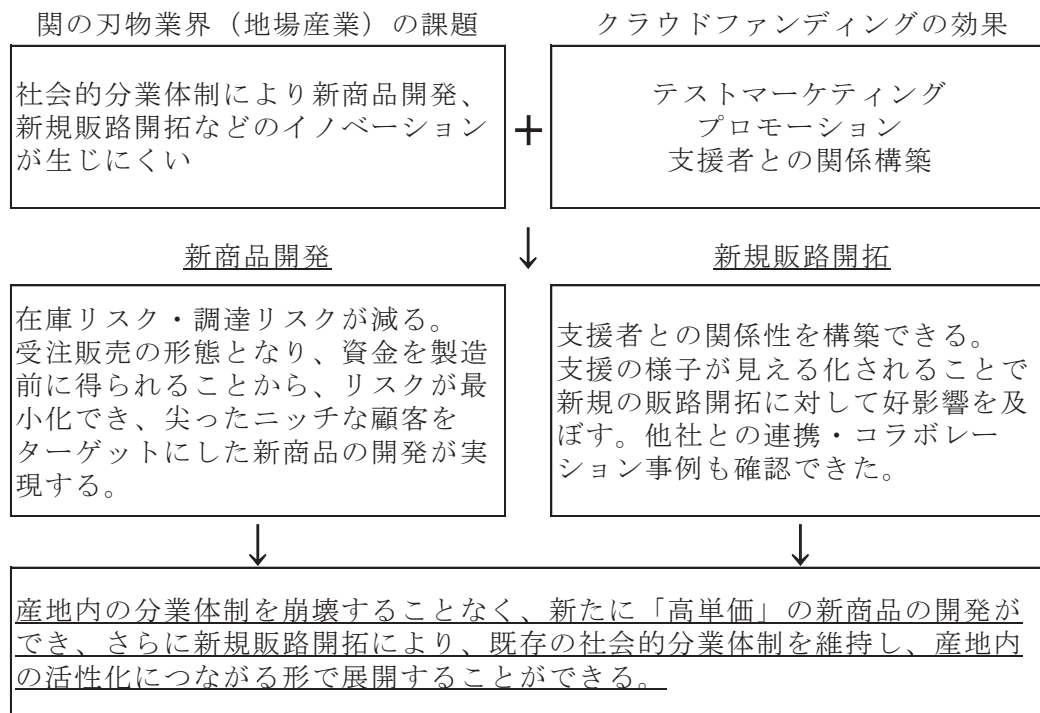 関の刃物業界（地場産業）の課題
クラウドファンディングの効果
社会的分業体制により新商品開発、
新規販路開拓などのイノベーション
が生じにくい
＋
テストマーケティング
プロモーション
支援者との関係構築
↓
新商品開発
新規販路開拓
在庫リスク・調達リスクが減る。
受注販売の形態となり、資金を製造
前に得られることから、リスクが最
小化でき、尖ったニッチな顧客を
ターゲットにした新商品の開発が実
現する。
支援者との関係性を構築できる。
支援の様子が見える化されることで
新規の販路開拓に対して好影響を及
ぼす。他社との連携・コラボレー
ション事例も確認できた。
↓
↓
産地内の分業体制を崩壊することなく、新たに「高単価」の新商品の開発が
でき、さらに新規販路開拓により、既存の社会的分業体制を維持し、産地内
の活性化につながる形で展開することができる。